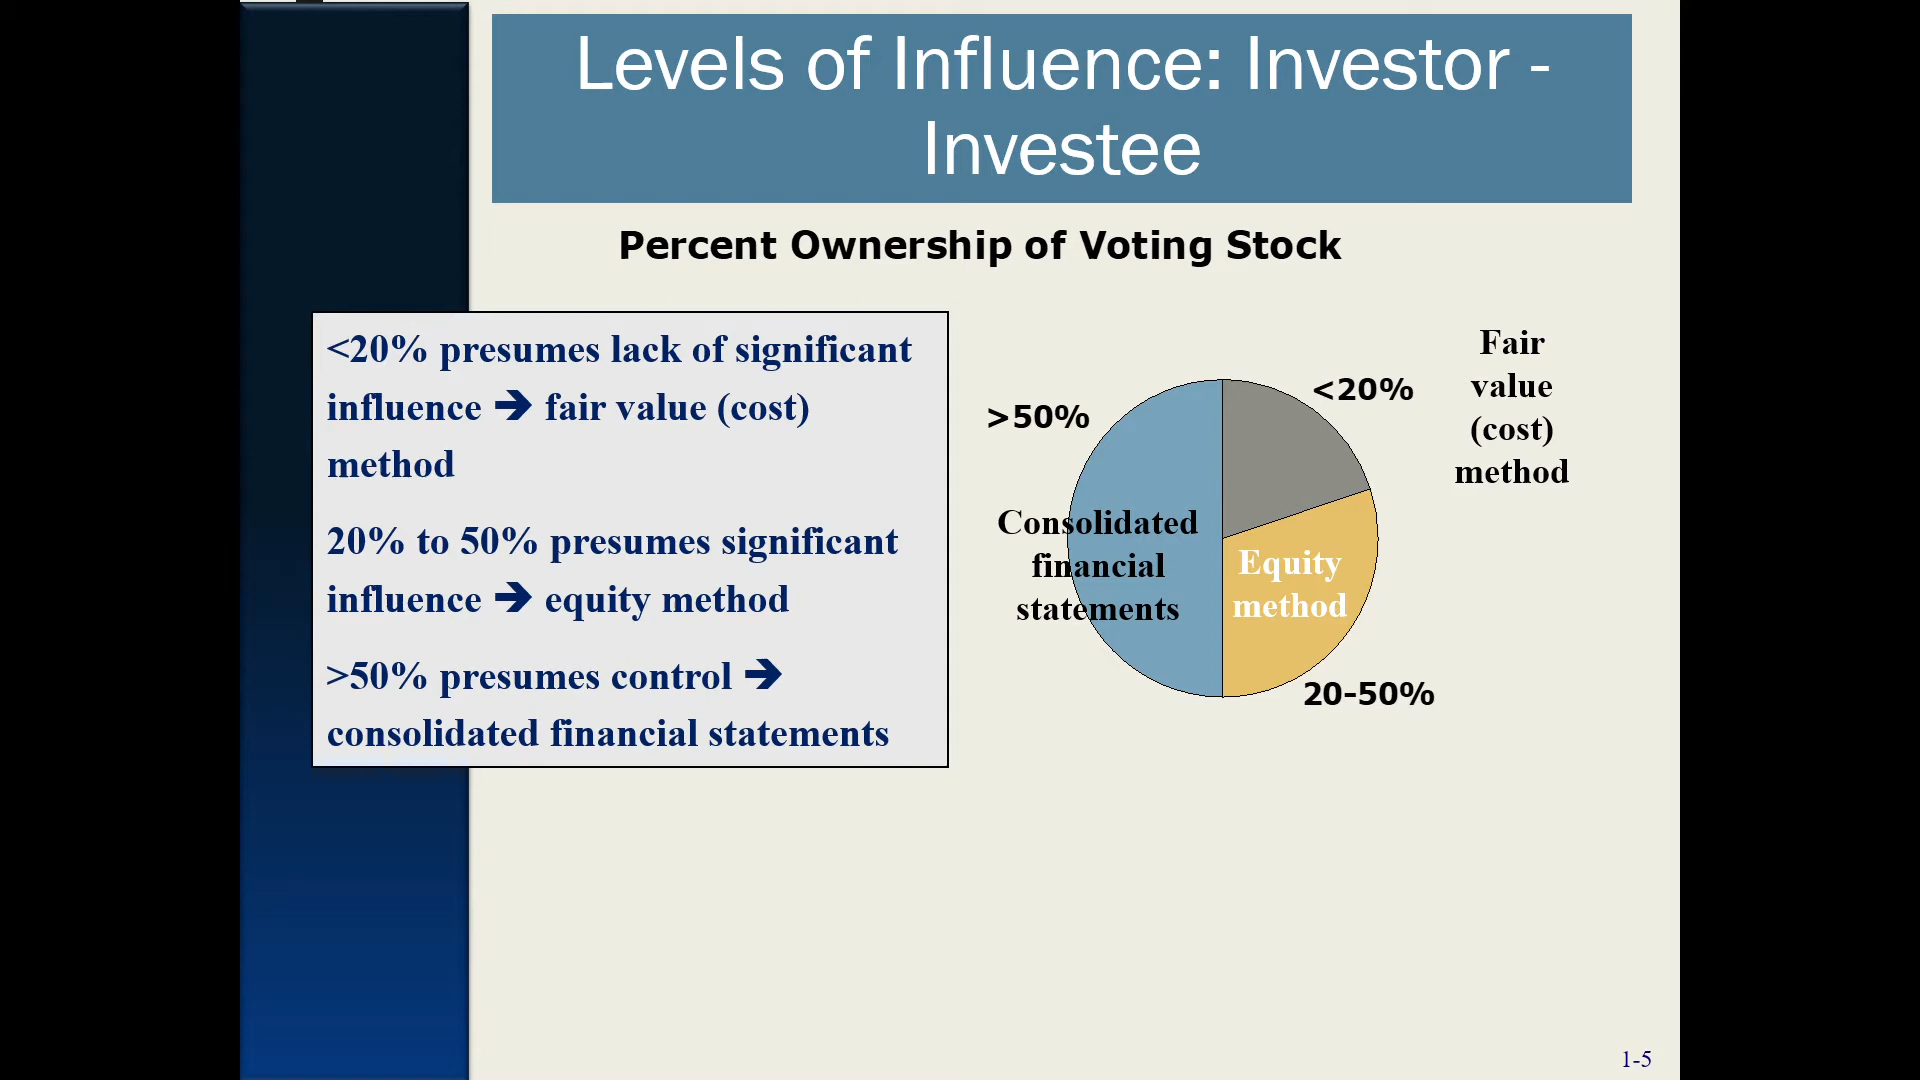 Levels of Influence: Investor -
Investee
Percent Ownership of Voting Stock
<20% presumes lack of significant
influence ➔ fair value (cost)
method
20% to 50% presumes significant
influence ➔ equity method
>50% presumes control ➔
consolidated financial statements
>50%
<20%
Fair
value
(cost)
method
Consolidated
financial
statements
Equity
method
20-50%
1-5